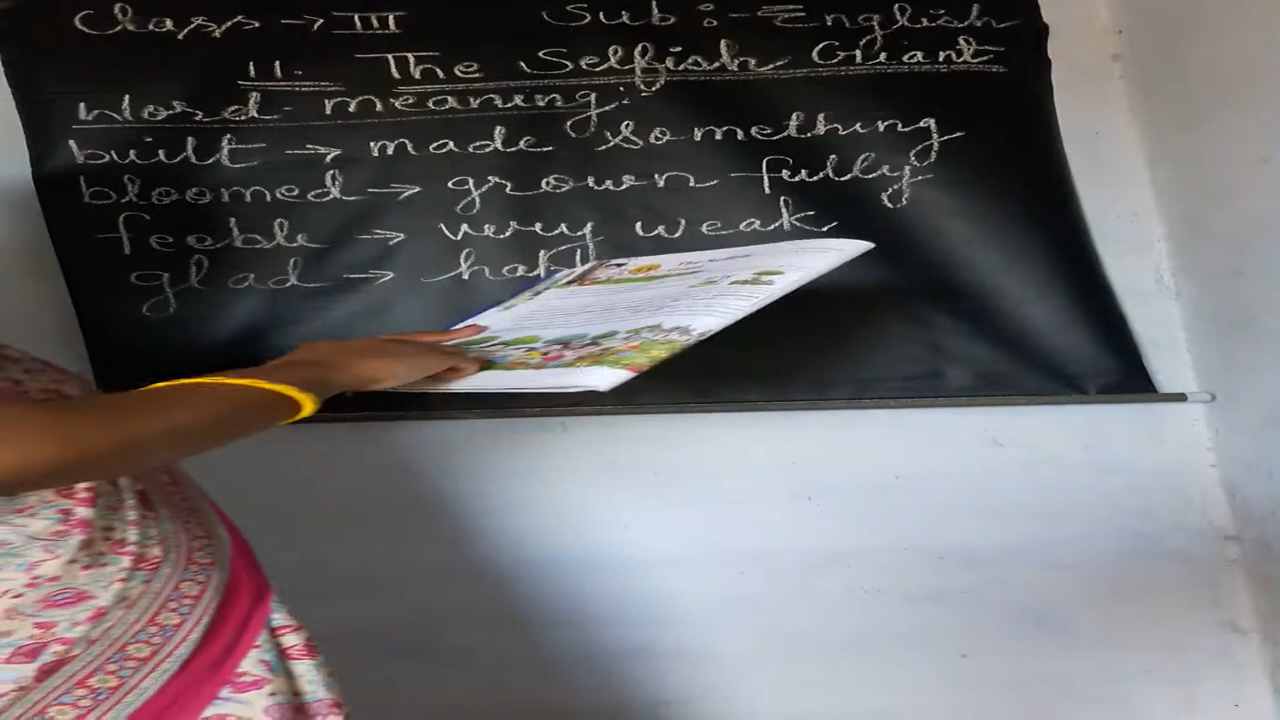 Class → III Sub :- English
11. The Selfish Giant
Word meaning :-
built → made something
bloomed → grown fully
feeble → very weak
glad →